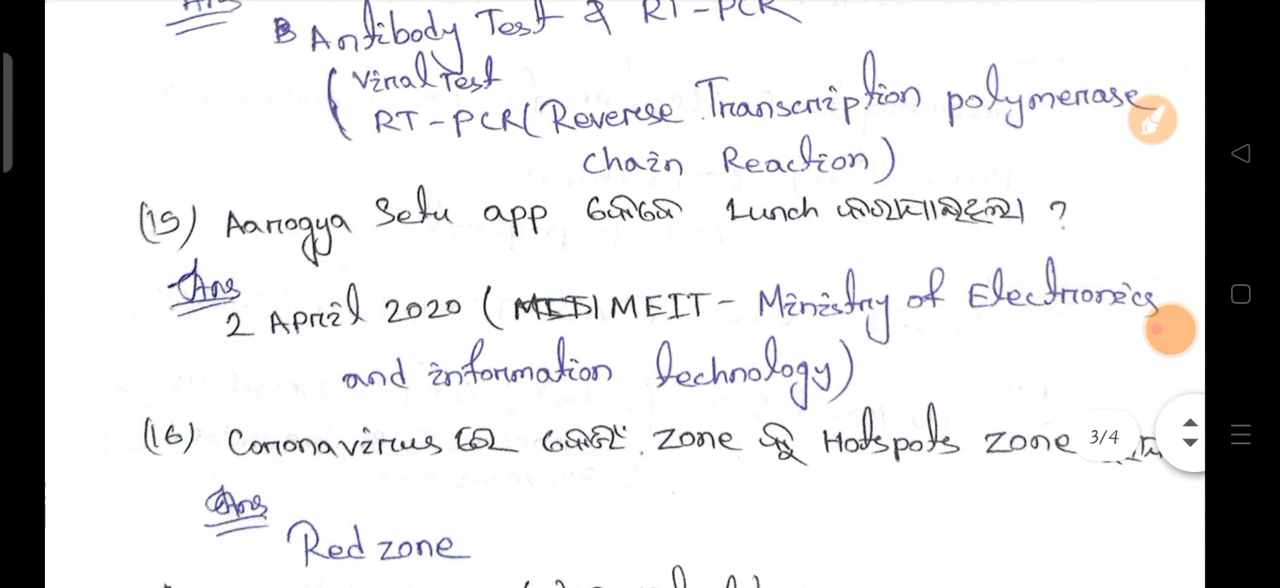 B Antibody Test & RT-PCR
(Viral Test
RT-PCR (Reverse Transcription polymerase
Chain Reaction)
(15) Aarogya Setu app କେବେ Lunch କରାଯାଇଥିଲା ?
Ans
2 April 2020 ( MEIT - Ministry of Electronics
and information technology)
(16) Coronavirus ରେ କେଉଁ zone କୁ Hotspots zone 3/4
Ans
Red zone